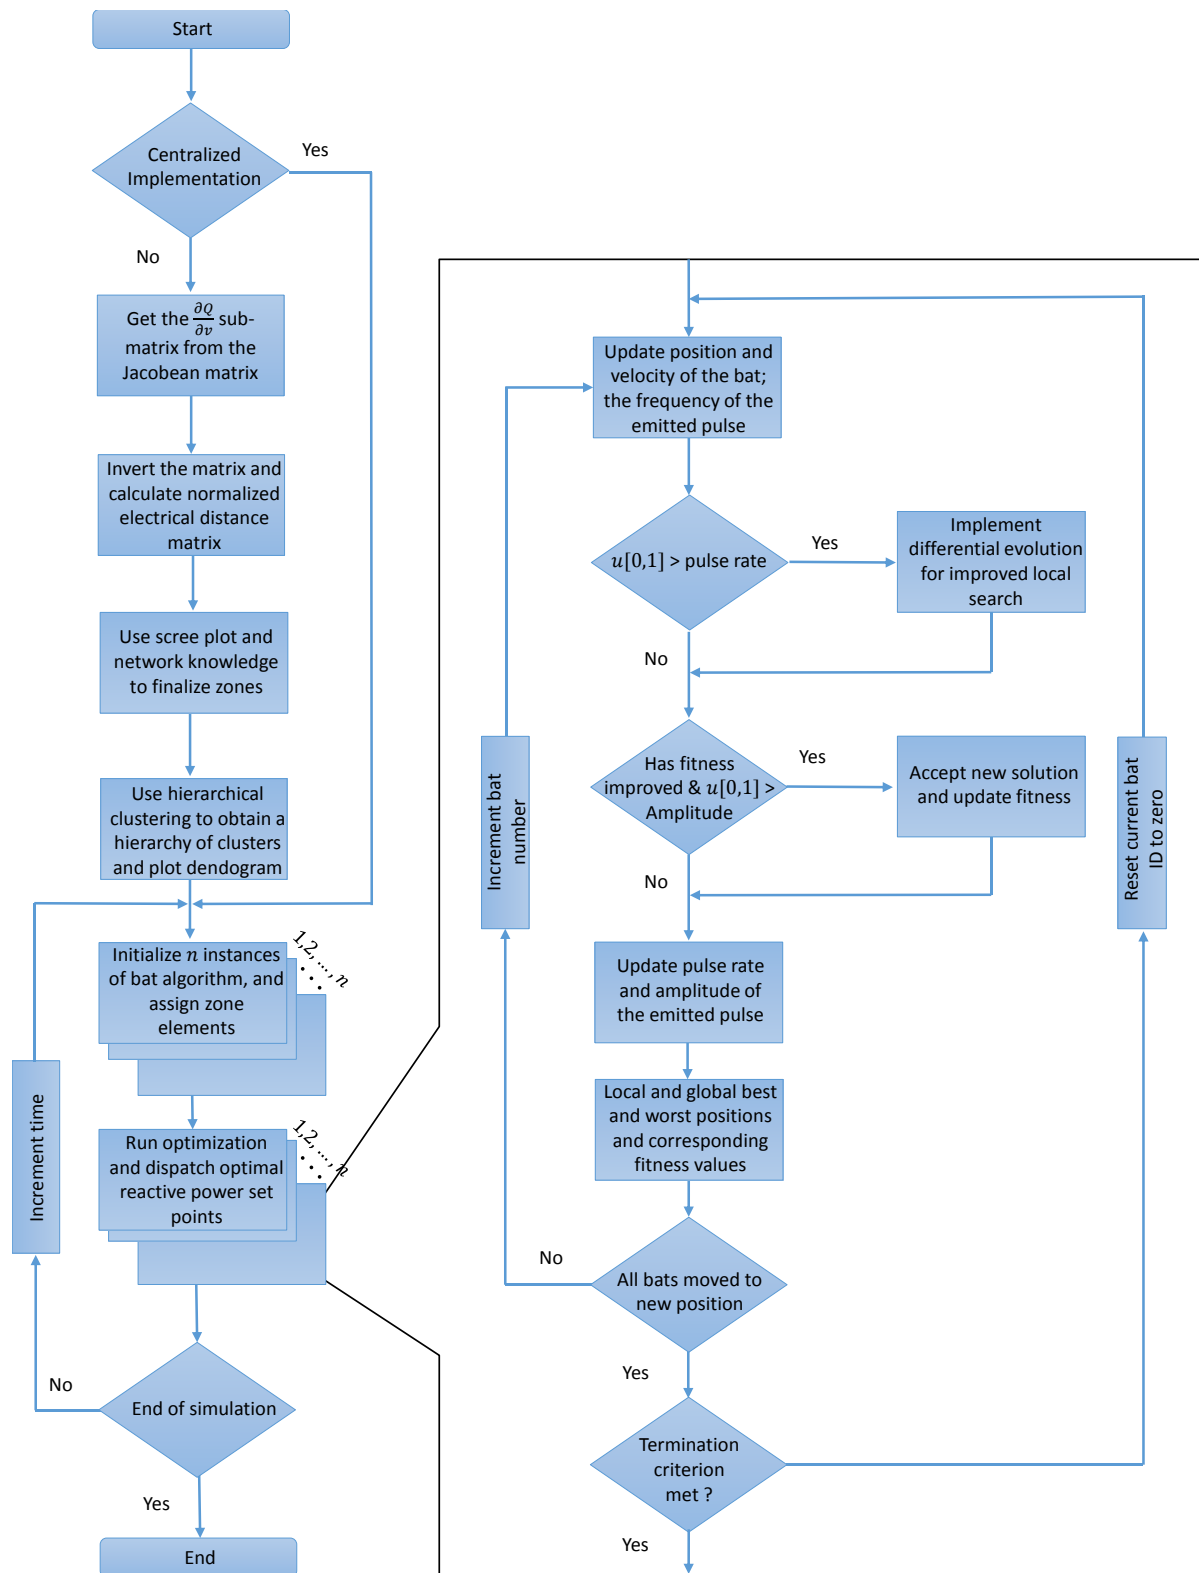 Start
Centralized
Implementation
Yes
No
Get the ∂Q/∂v sub-
matrix from the
Jacobean matrix
Invert the matrix and
calculate normalized
electrical distance
matrix
Use scree plot and
network knowledge
to finalize zones
Use hierarchical
clustering to obtain a
hierarchy of clusters
and plot dendogram
Initialize n instances
of bat algorithm, and
assign zone
elements
1,2, ..., n
Increment time
Run optimization
and dispatch optimal
reactive power set
points
1,2, ..., n
No
End of simulation
Yes
End
Update position and
velocity of the bat;
the frequency of the
emitted pulse
u[0,1] > pulse rate
Yes
Implement
differential evolution
for improved local
search
No
Has fitness
improved & u[0,1] >
Amplitude
Yes
Accept new solution
and update fitness
No
Increment bat
number
Reset current bat
ID to zero
Update pulse rate
and amplitude of
the emitted pulse
Local and global best
and worst positions
and corresponding
fitness values
No
All bats moved to
new position
Yes
Termination
criterion
met ?
Yes